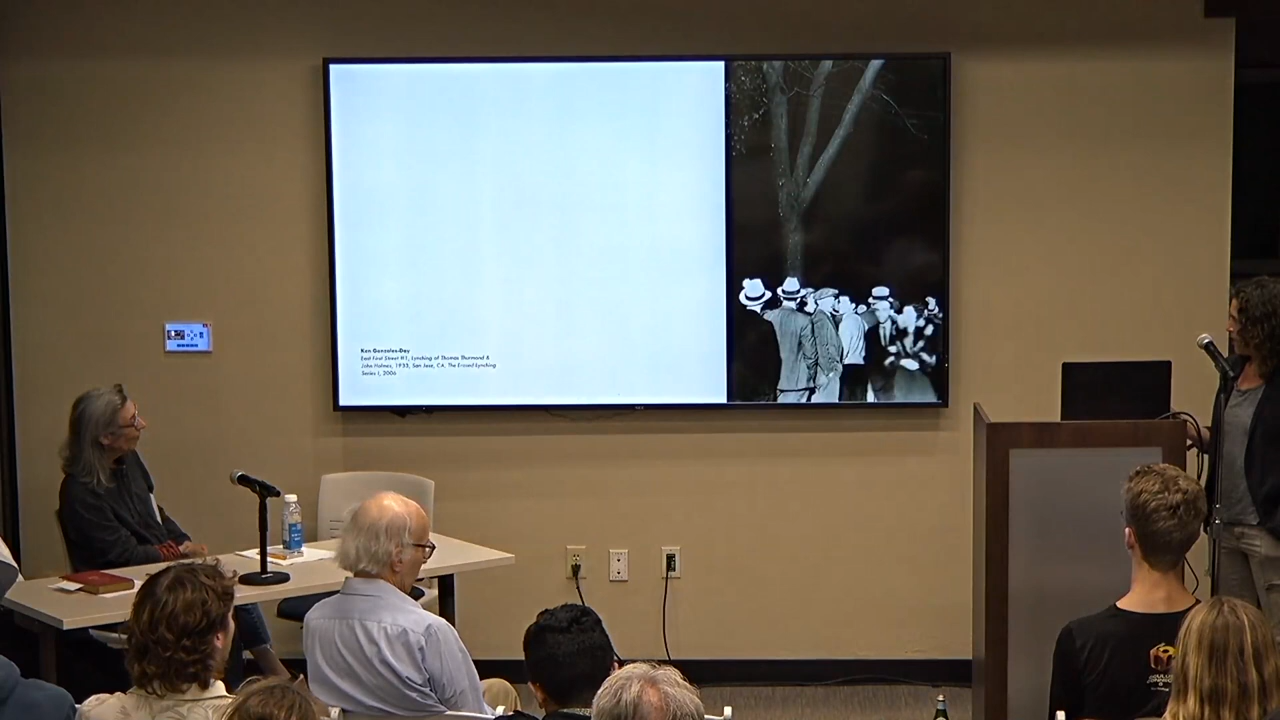 Ken Gonzales-Day
East First Street #1, Lynching of Thomas Thurmond &
John Holmes, 1933, San Jose, CA. The Erased Lynching
Series I, 2006